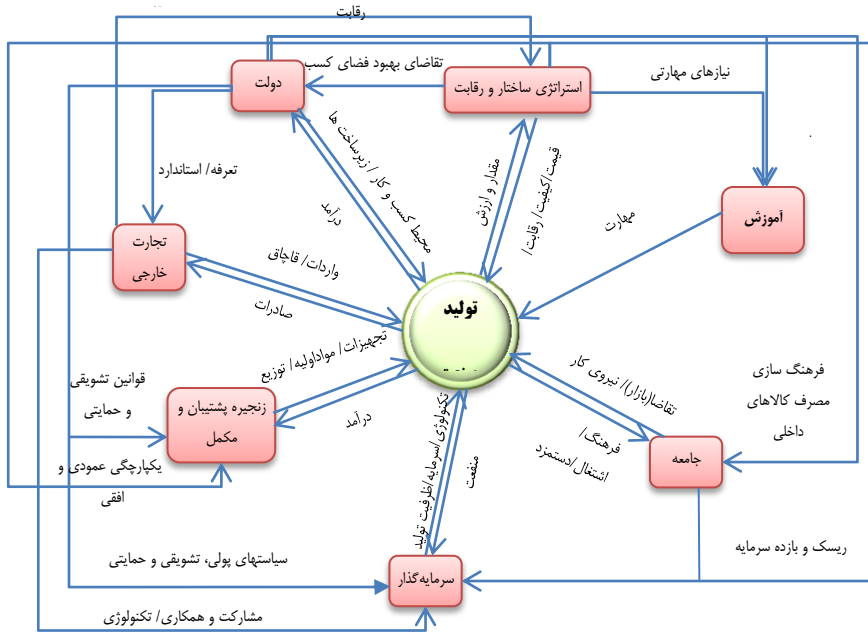 رقابت
تقاضای بهبود فضای کسب
نیازهای مهارتی
دولت
استراتژی ساختار و رقابت
تعرفه/ استاندارد
محیط کسب و کار / زیرساخت ها
درآمد
مقدار و ارزش
قیمت/کیفیت/ رقابت/
مهارت
آموزش
تجارت
خارجی
واردات/ قاچاق
صادرات
تولید
تجهیزات/ مواداولیه/ توزیع
درآمد
قوانین تشویقی
و حمایتی
زنجیره پشتیبان و
مکمل
یکپارچگی عمودی و
افقی
تکنولوژی/سرمایه/ظرفیت تولید
منفعت
تقاضا(بازار)/ نیروی کار
فرهنگ/
اشتغال/دستمزد
جامعه
فرهنگ سازی
مصرف کالاهای
داخلی
ریسک و بازده سرمایه
سیاستهای پولی، تشویقی و حمایتی
سرمایه‌گذار
مشارکت و همکاری/ تکنولوژی